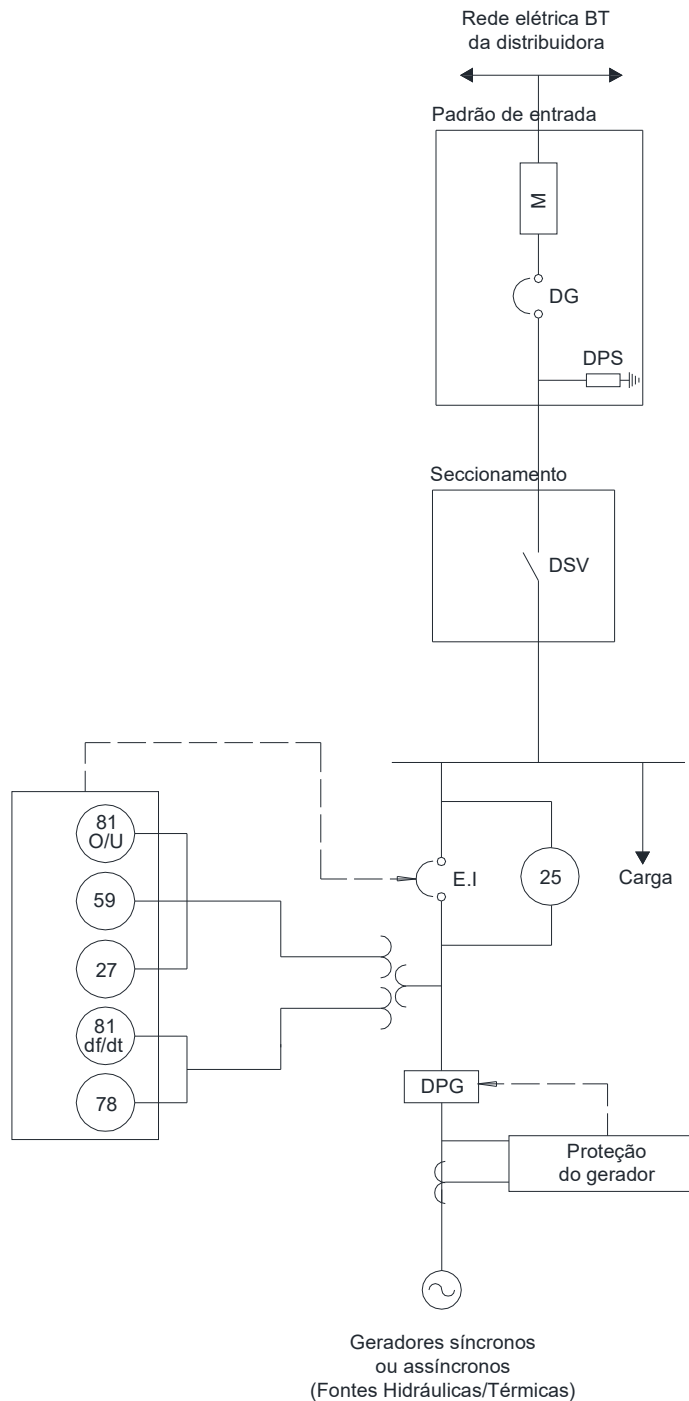 Rede elétrica BT
da distribuidora
Padrão de entrada
M
DG
DPS
Seccionamento
DSV
81
O/U
59
27
81
df/dt
78
E.I
25
Carga
DPG
Proteção
do gerador
Geradores síncronos
ou assíncronos
(Fontes Hidráulicas/Térmicas)